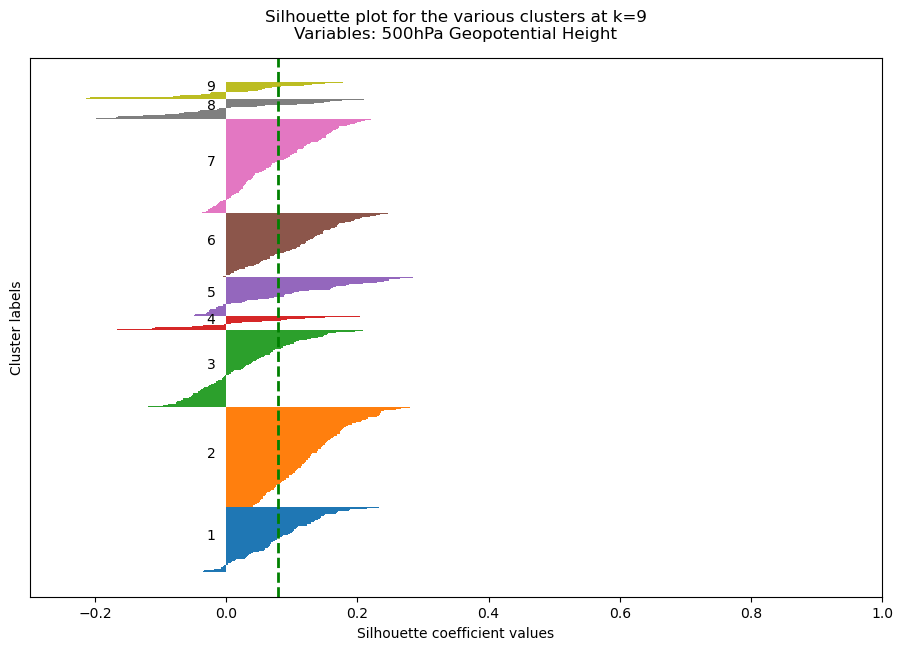 Silhouette plot for the various clusters at k=9
Variables: 500hPa Geopotential Height
Cluster labels
9
8
7
6
5
4
3
2
1
−0.2 0.0 0.2 0.4 0.6 0.8 1.0
Silhouette coefficient values